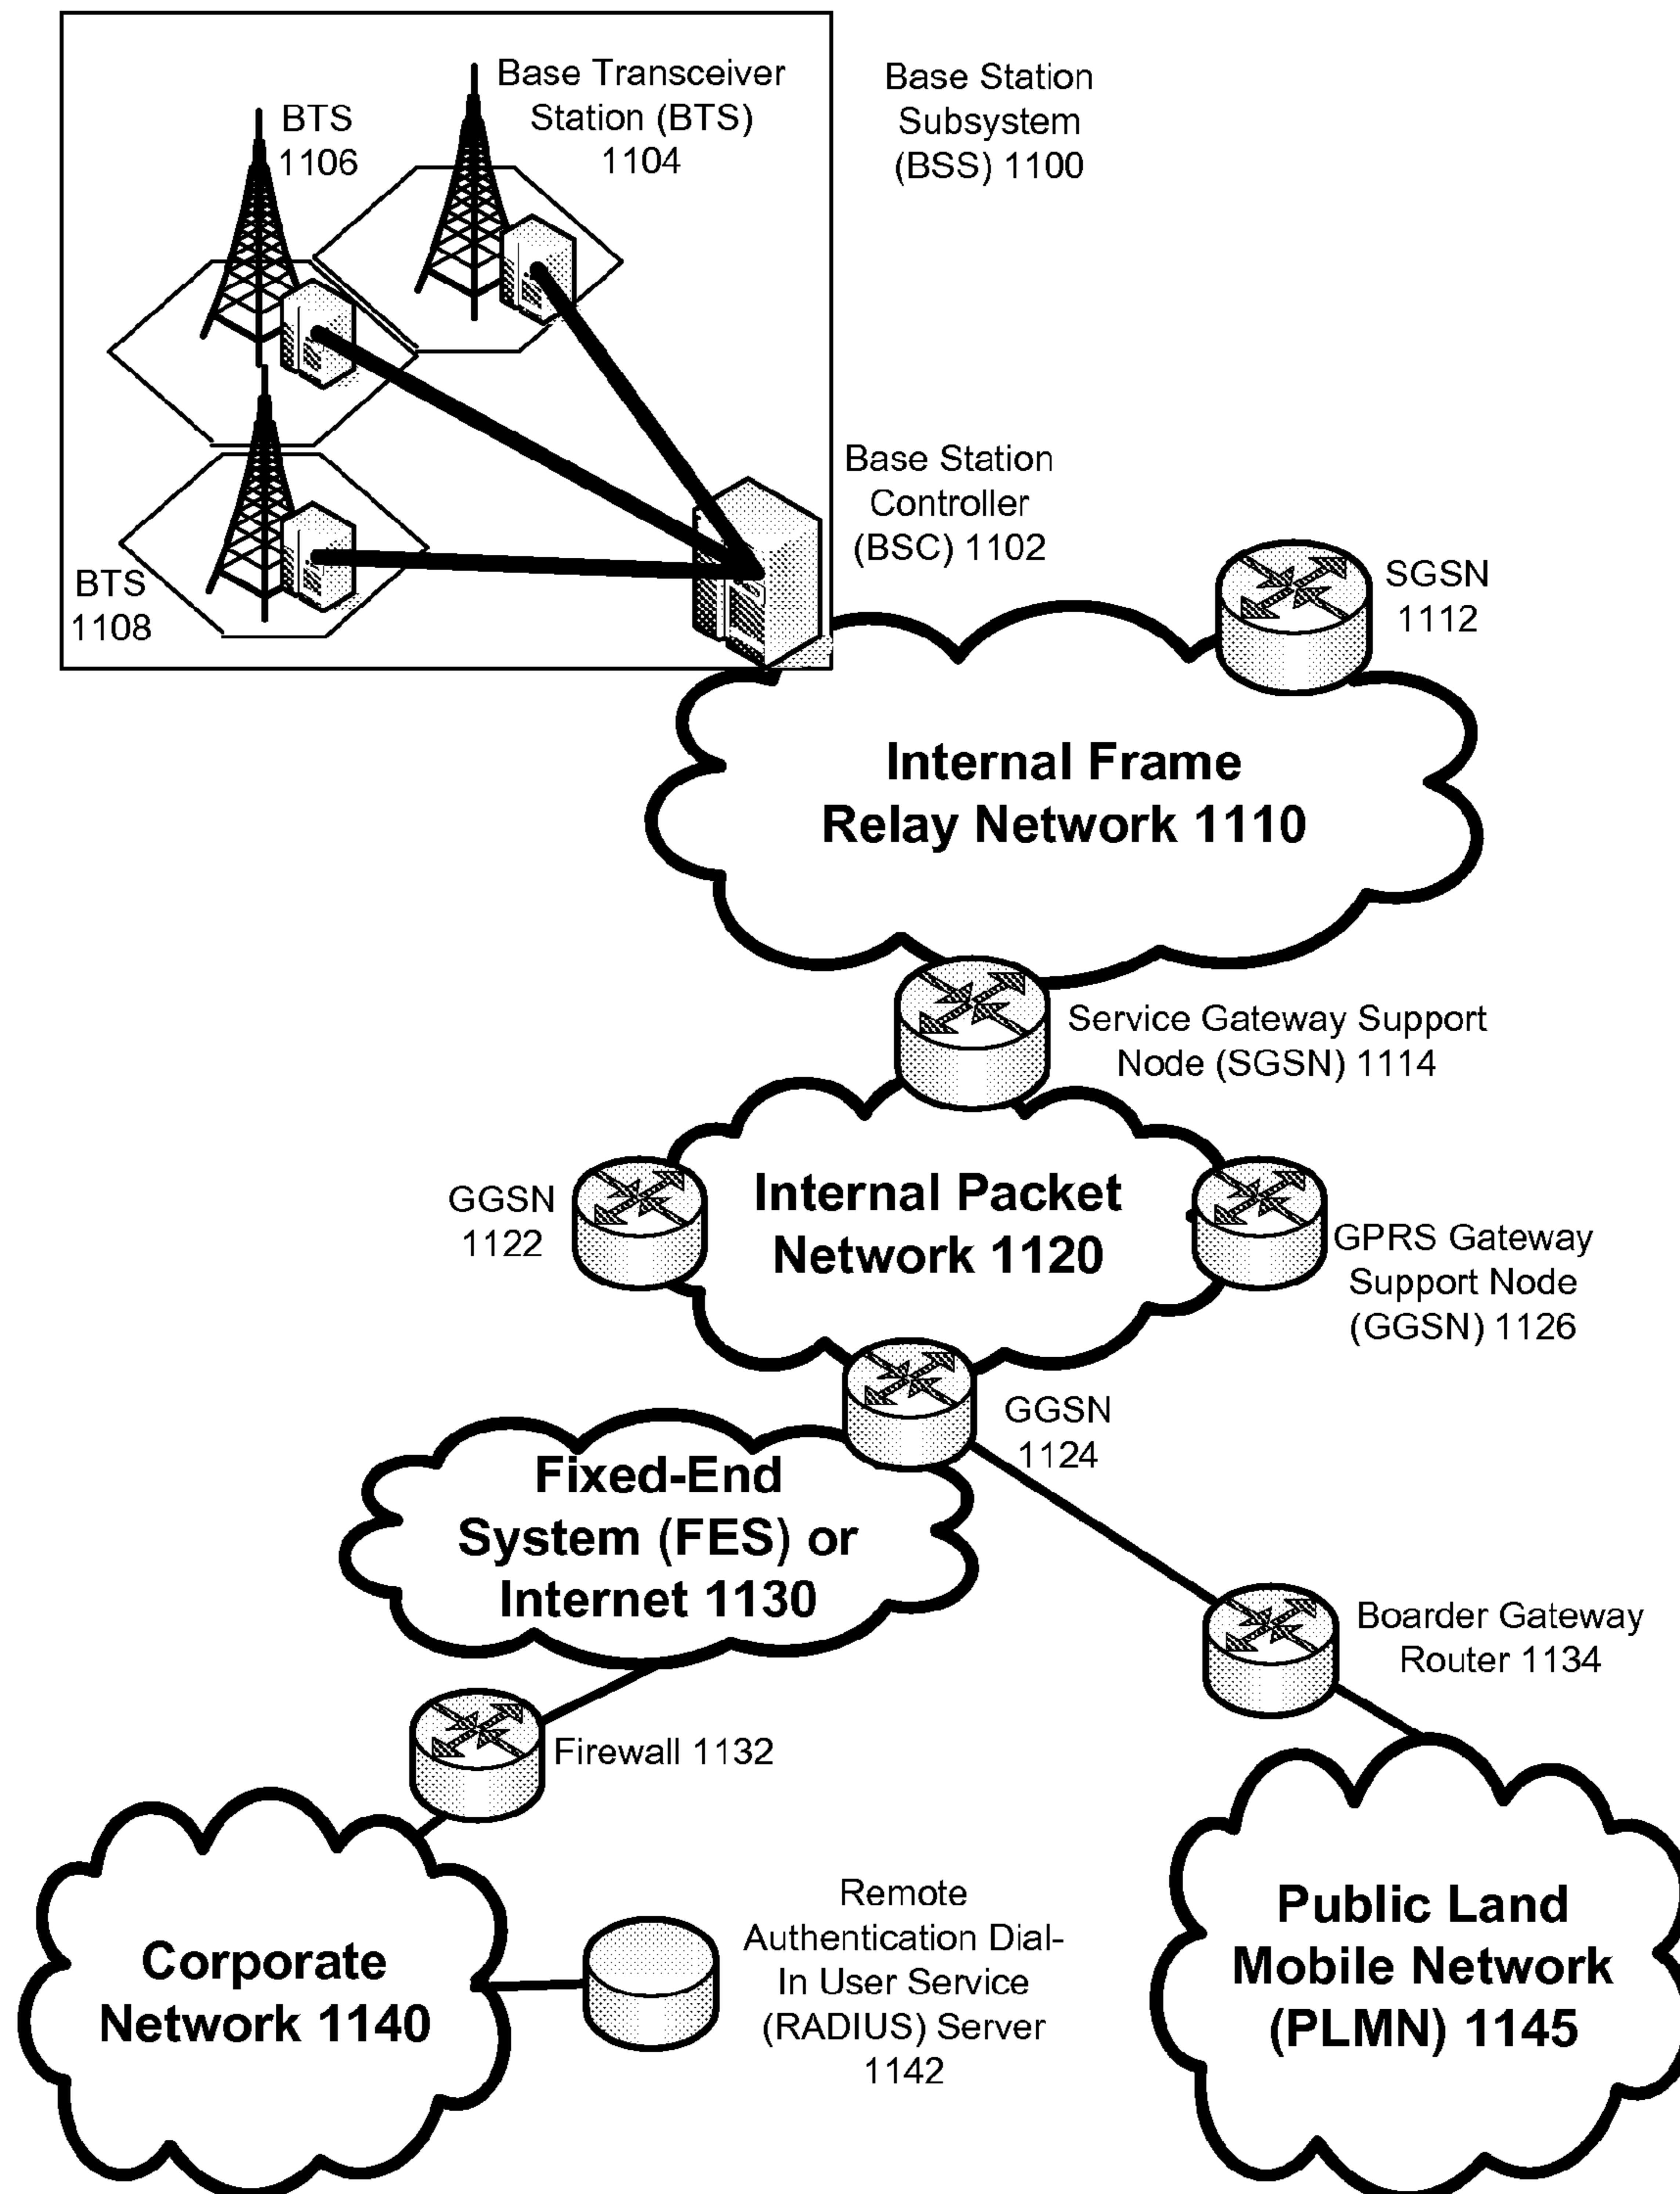 Base Transceiver
Station (BTS)
1104
BTS
1106
Base Station
Subsystem
(BSS) 1100
Base Station
Controller
(BSC) 1102
BTS
1108
SGSN
1112
Internal Frame
Relay Network 1110
Service Gateway Support
Node (SGSN) 1114
GGSN
1122
Internal Packet
Network 1120
GPRS Gateway
Support Node
(GGSN) 1126
GGSN
1124
Fixed-End
System (FES) or
Internet 1130
Boarder Gateway
Router 1134
Firewall 1132
Remote
Authentication Dial-
In User Service
(RADIUS) Server
1142
Corporate
Network 1140
Public Land
Mobile Network
(PLMN) 1145